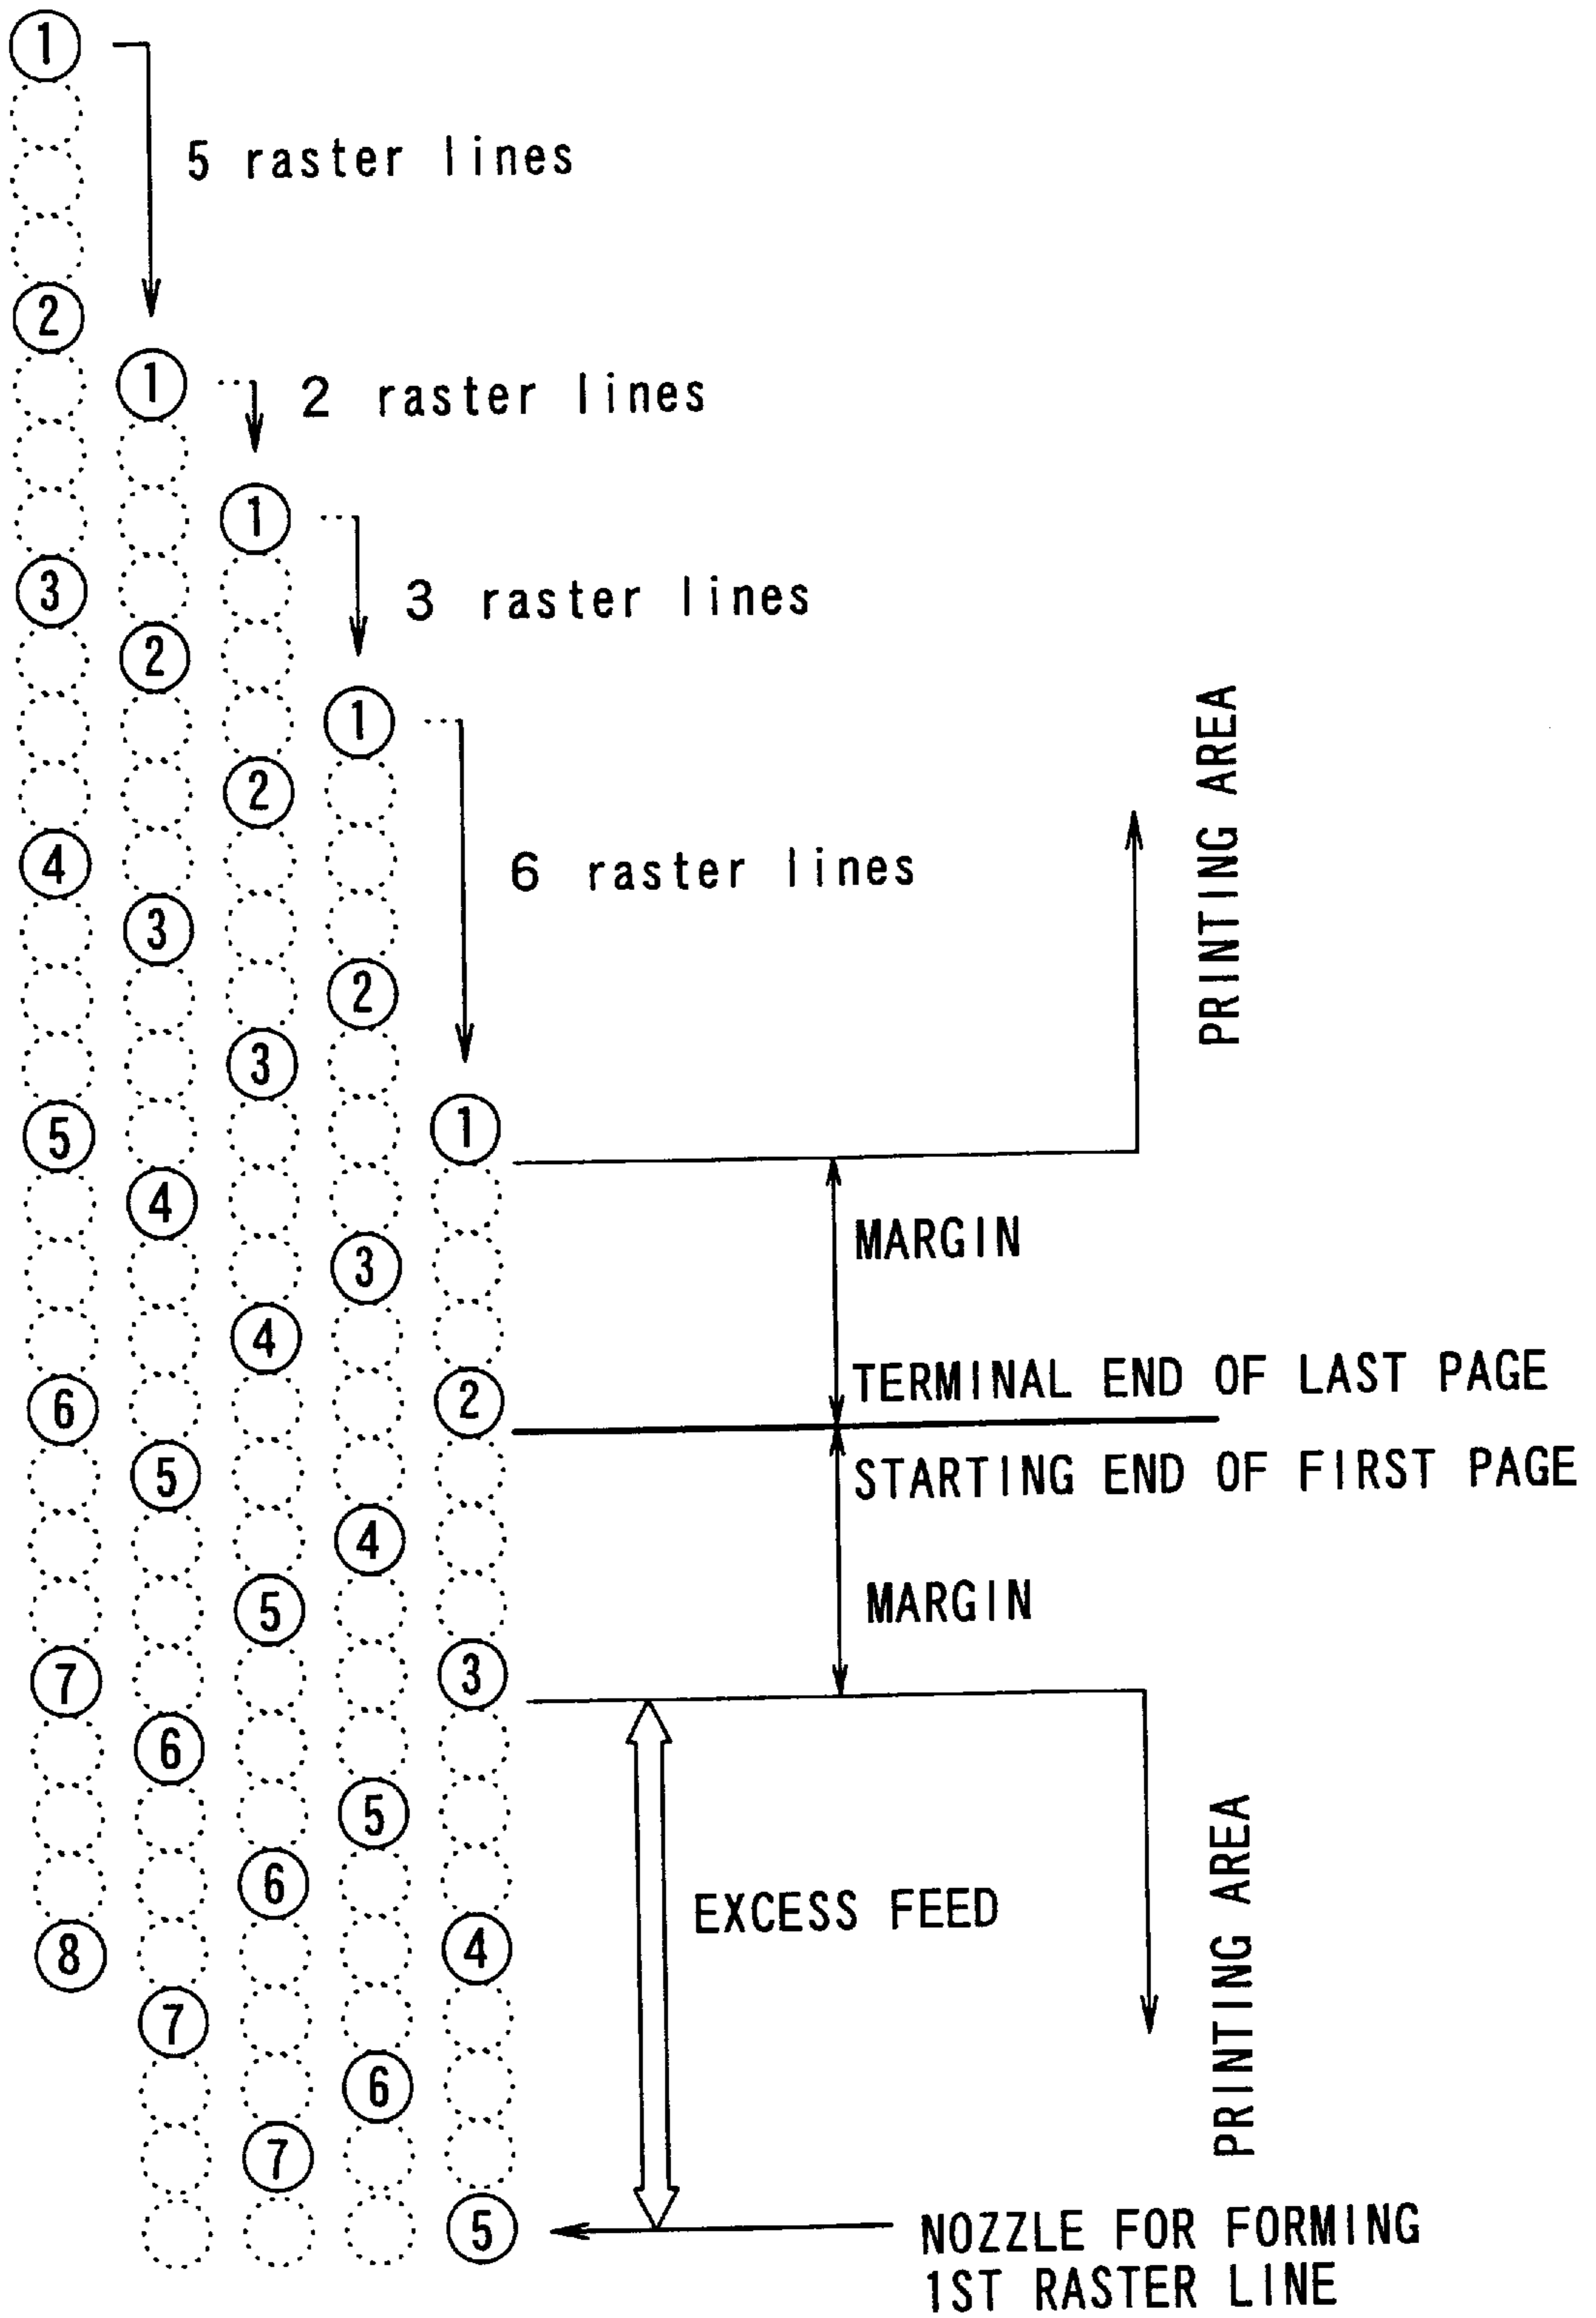 1
5 raster lines
2
1
2 raster lines
1
3
3 raster lines
2
1
2
4
6 raster lines
3
2
3
1
5
4
3
4
2
6
5
4
5
3
7
6
5
6
4
8
7
6
7
5
PRINTING AREA
MARGIN
TERMINAL END OF LAST PAGE
STARTING END OF FIRST PAGE
MARGIN
EXCESS FEED
PRINTING AREA
NOZZLE FOR FORMING
1ST RASTER LINE